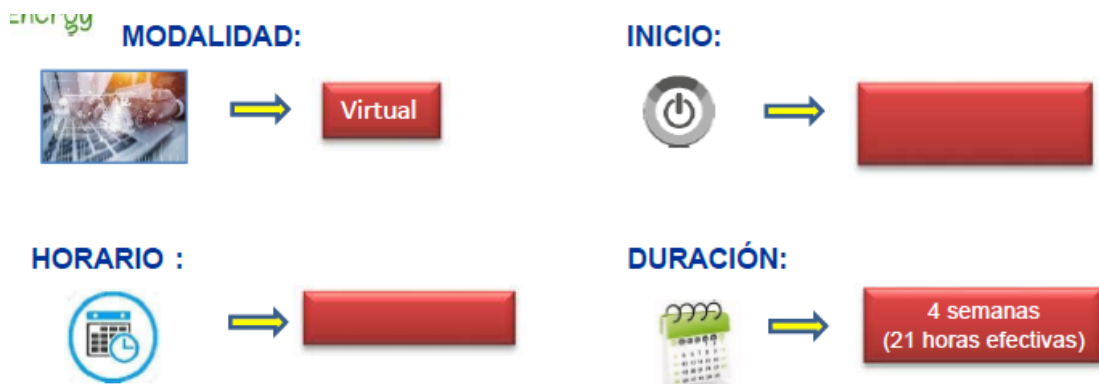 Energy
MODALIDAD:
INICIO:
Virtual
HORARIO :
DURACIÓN:
4 semanas
(21 horas efectivas)